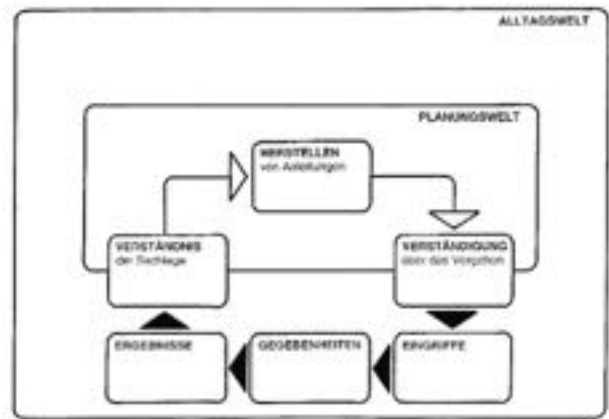 ALLTAGSWELT
PLANUNGSWELT
HERSTELLEN
von Anleitungen
VERSTÄNDNIS
der Sachlage
VERSTÄNDIGUNG
über das Vorgehen
ERGEBNISSE
GEGEBENHEITEN
EINGRIFFE